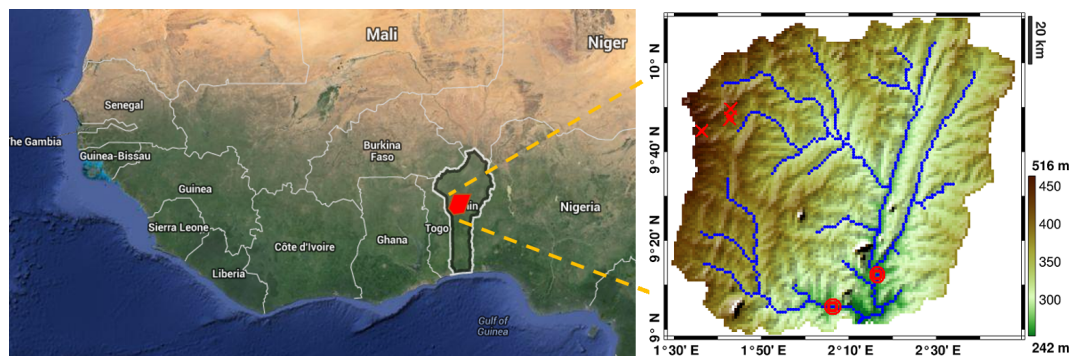 Mali
Niger
Senegal
he Gambia
Guinea-Bissau
Burkina
Faso
Guinea
in
Nigeria
Sierra Leone
Togo
Côte d'Ivoire
Ghana
Liberia
Gulf of
Guinea
20 km
10° N
9°40' N
9°20' N
9° N
1°30' E
1°50' E
2°10' E
2°30' E
516 m
450
400
350
300
242 m